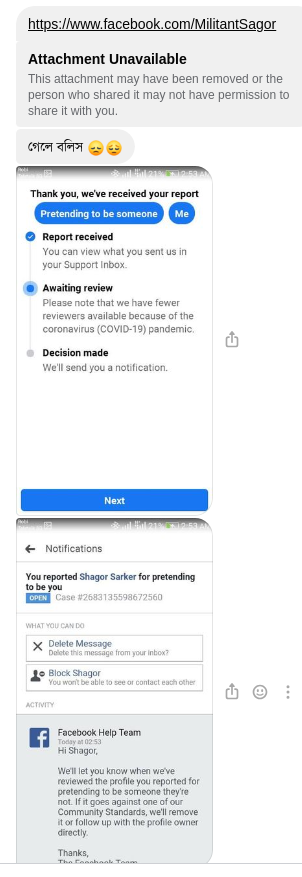 https://www.facebook.com/MilitantSagor
Attachment Unavailable
This attachment may have been removed or the
person who shared it may not have permission to
share it with you.
গেলে বলিস 😞😔
21% 12:53 AM
Thank you, we've received your report
Pretending to be someone Me
Report received
You can view what you sent us in
your Support Inbox.
Awaiting review
Please note that we have fewer
reviewers available because of the
coronavirus (COVID-19) pandemic.
Decision made
We'll send you a notification.
Next
21% 12:53 AM
Notifications
You reported Shagor Sarker for pretending
to be you
OPEN Case #2683135598672560
WHAT YOU CAN DO
Delete Message
Delete this message from your inbox?
Block Shagor
You won't be able to see or contact each other
ACTIVITY
Facebook Help Team
Today at 02:53
Hi Shagor,
We'll let you know when we've
reviewed the profile you reported for
pretending to be someone they're
not. If it goes against one of our
Community Standards, we'll remove
it or follow up with the profile owner
directly.
Thanks,
The Facebook Team